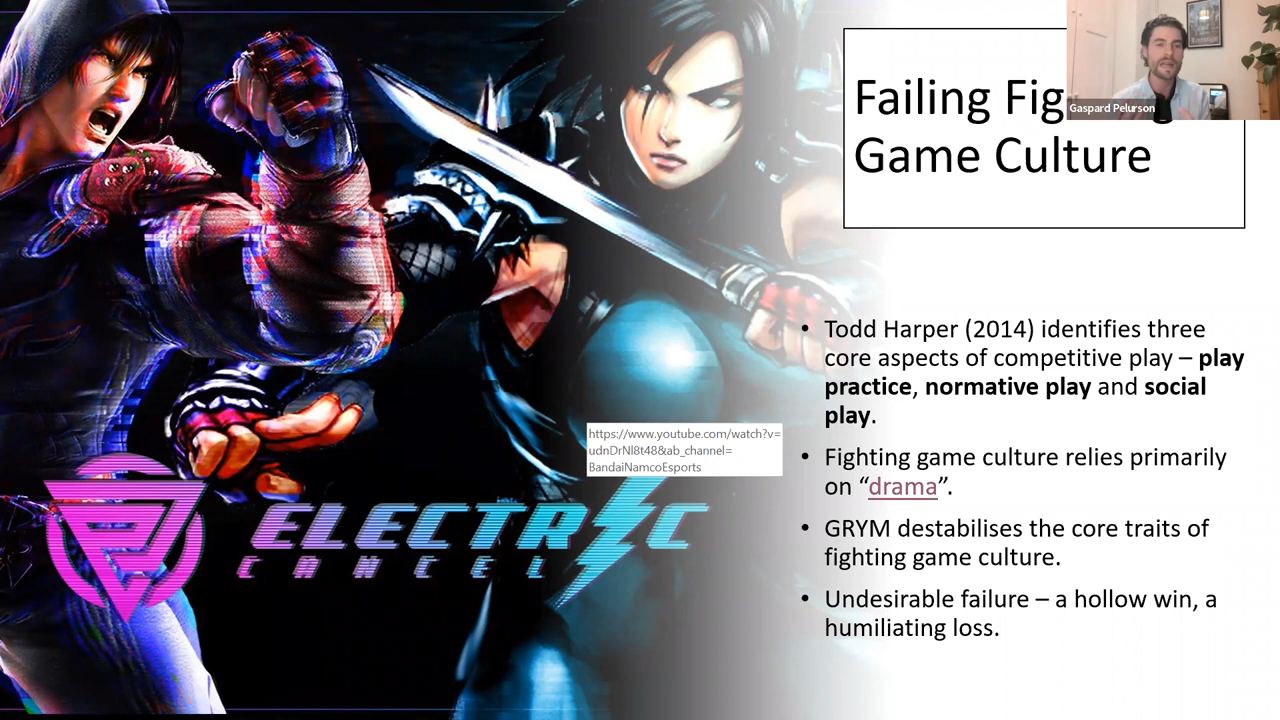 Failing Fig
Game Culture
Gaspard Pelurson
• Todd Harper (2014) identifies three
core aspects of competitive play – play
practice, normative play and social
play.
• Fighting game culture relies primarily
on “drama”.
• GRYM destabilises the core traits of
fighting game culture.
• Undesirable failure – a hollow win, a
humiliating loss.
https://www.youtube.com/watch?v=
udnDrNl8t48&ab_channel=
BandaiNamcoEsports
ELECTRIC
CANCEL